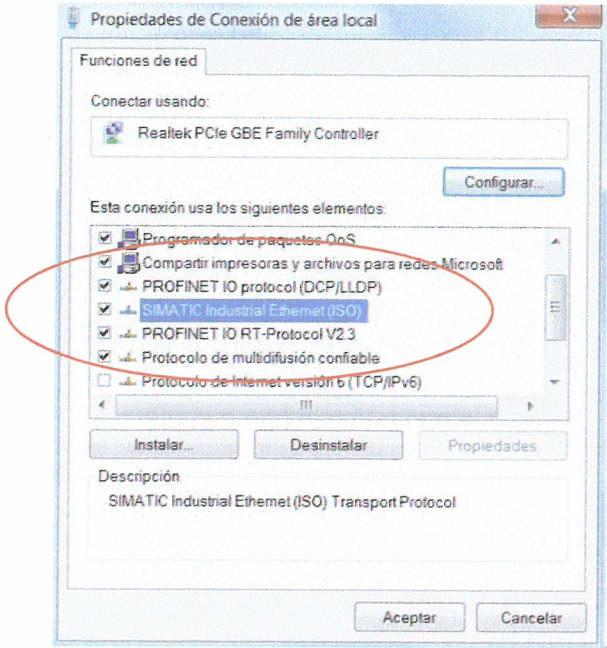 Propiedades de Conexión de área local
Funciones de red
Conectar usando:
Realtek PCIe GBE Family Controller
Configurar...
Esta conexión usa los siguientes elementos:
Programador de paquetes QoS
Compartir impresoras y archivos para redes Microsoft
PROFINET IO protocol (DCP/LLDP)
SIMATIC Industrial Ethernet (ISO)
PROFINET IO RT-Protocol V2.3
Protocolo de multidifusión confiable
Protocolo de Internet versión 6 (TCP/IPv6)
Instalar...
Desinstalar
Propiedades
Descripción
SIMATIC Industrial Ethernet (ISO) Transport Protocol
Aceptar
Cancelar